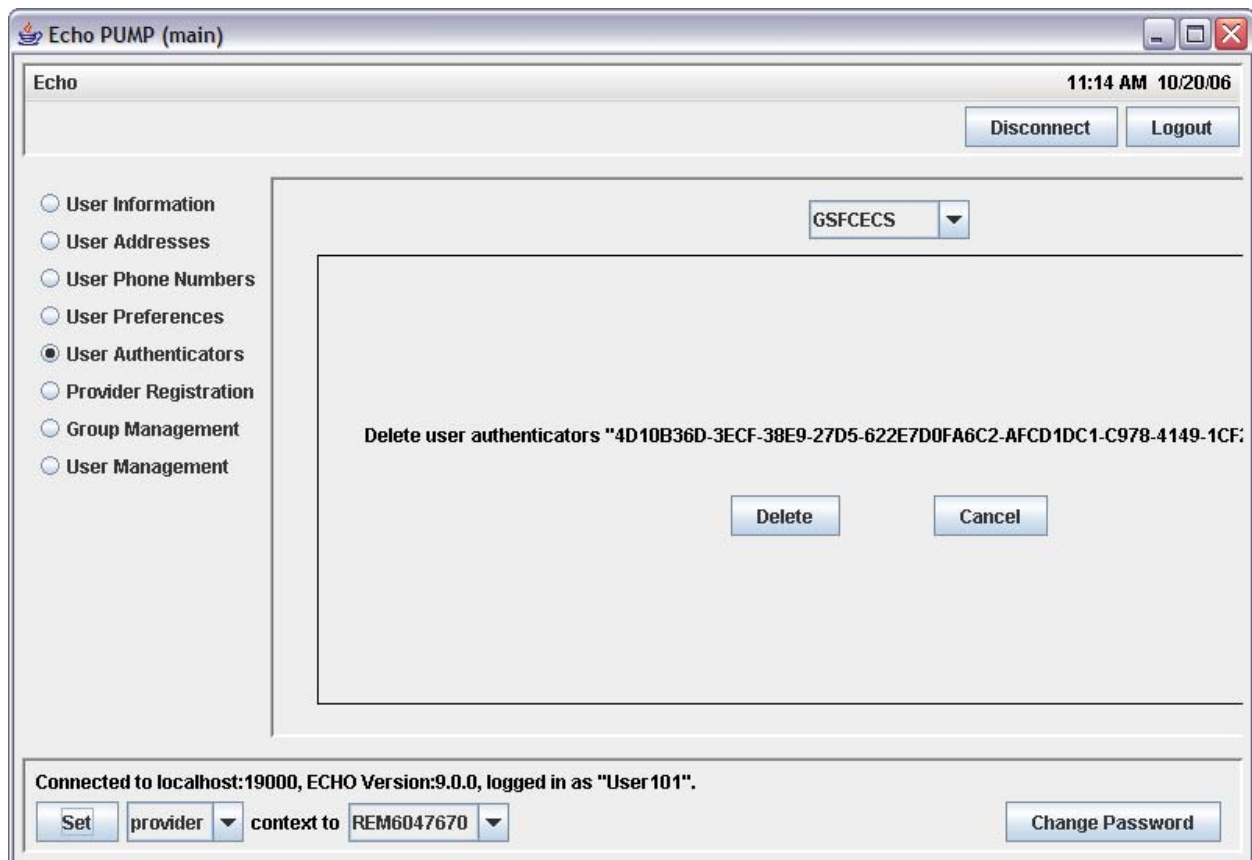 Echo PUMP (main)
Echo 11:14 AM 10/20/06
Disconnect Logout
User Information
User Addresses
User Phone Numbers
User Preferences
User Authenticators
Provider Registration
Group Management
User Management
GSFCECS
Delete user authenticators "4D10B36D-3ECF-38E9-27D5-622E7D0FA6C2-AFCD1DC1-C978-4149-1CF2
Delete Cancel
Connected to localhost:19000, ECHO Version:9.0.0, logged in as "User101".
Set provider context to REM6047670 Change Password